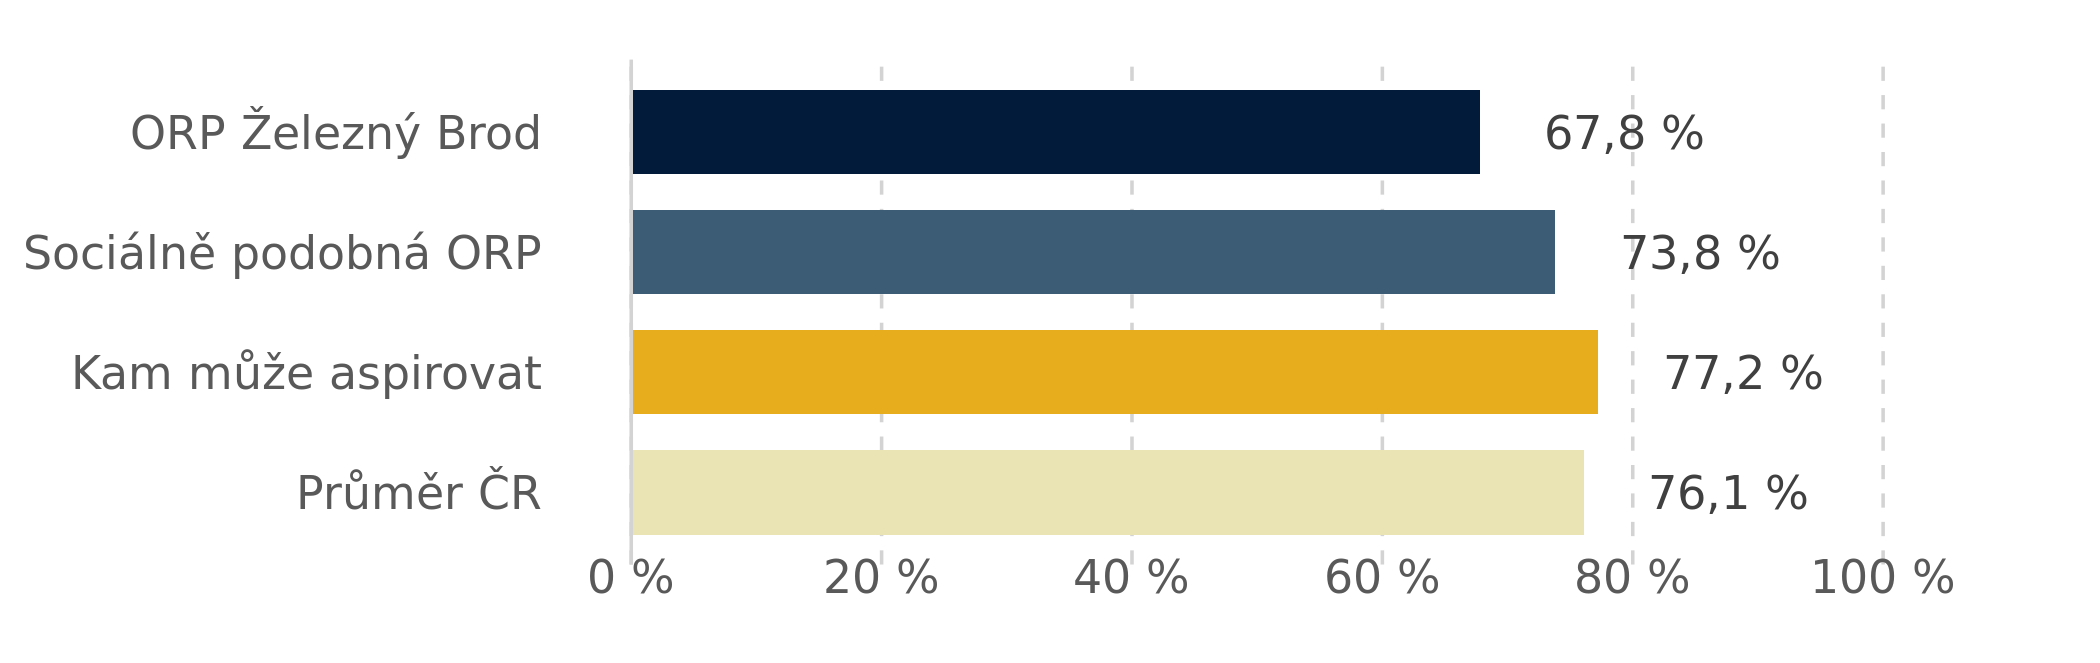 ORP Železný Brod 67,8 %
Sociálně podobná ORP 73,8 %
Kam může aspirovat 77,2 %
Průměr ČR 76,1 %
0 % 20 % 40 % 60 % 80 % 100 %